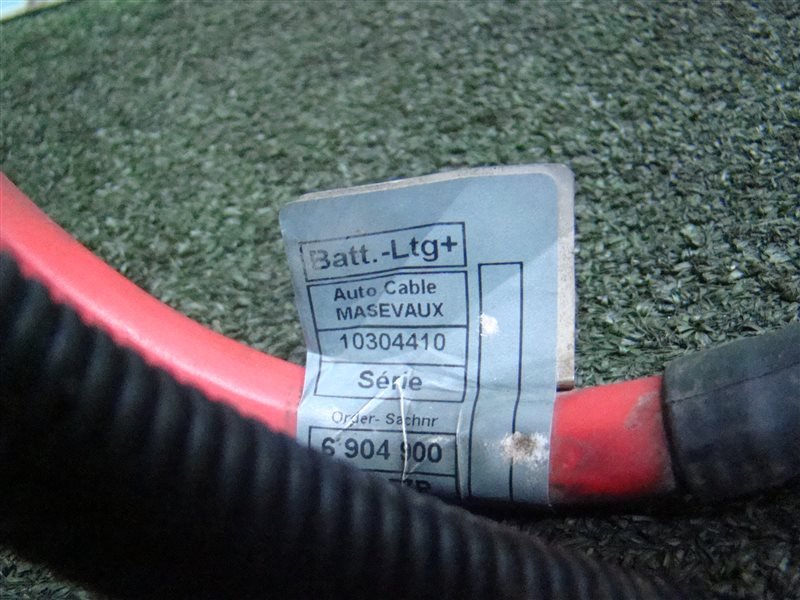 Batt.-Ltg+
Auto Cable
MASEVAUX
10304410
Série
Order- Sachnr
6 904 900